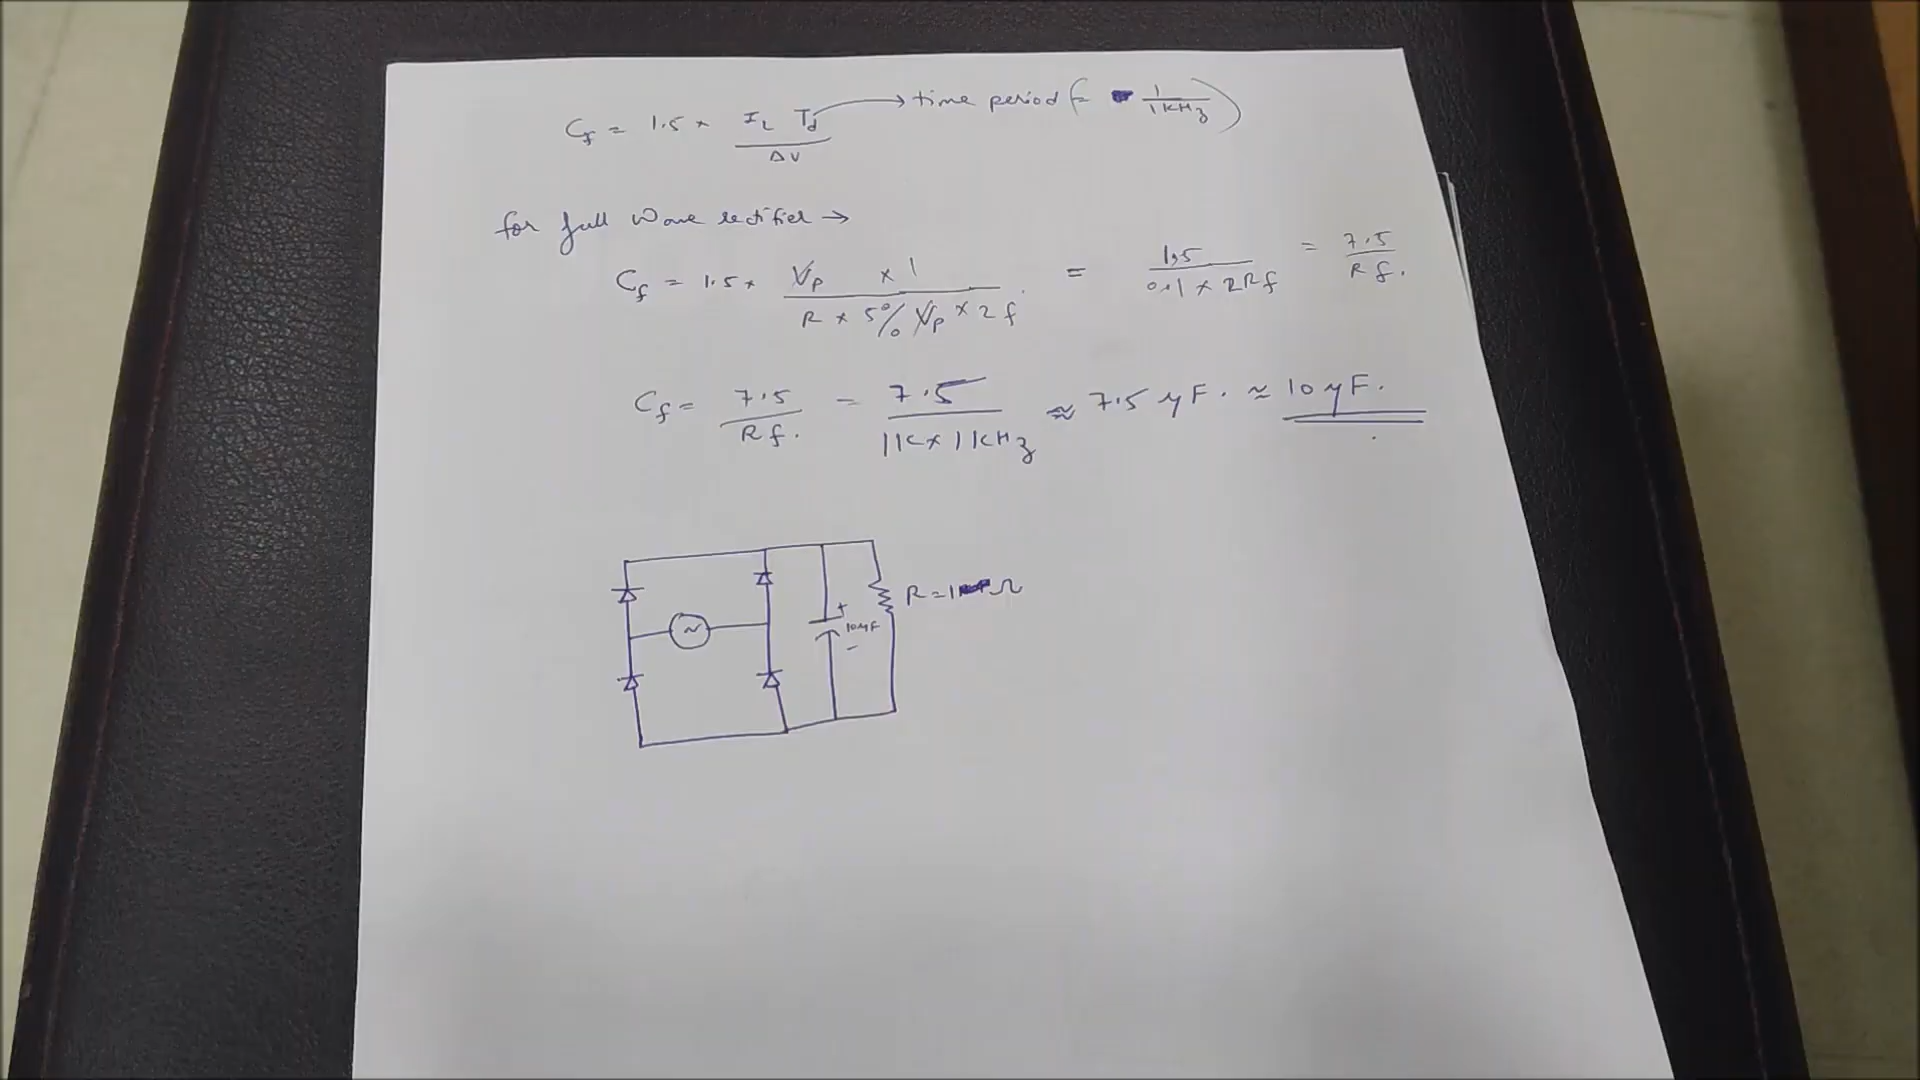 Cf = 1.5 × IL Td / ΔV → time period (= 1 / 1KHz)
for full Wave rectifier →
Cf = 1.5 × Vp × 1 / R × 5% Vp × 2f = 1.5 / 0.1 × 2Rf = 7.5 / Rf.
Cf = 7.5 / Rf. = 7.5 / 1K × 1KHz ≈ 7.5 μF. ≈ 10 μF.
R = 1 Ω
~
+
10μF
-